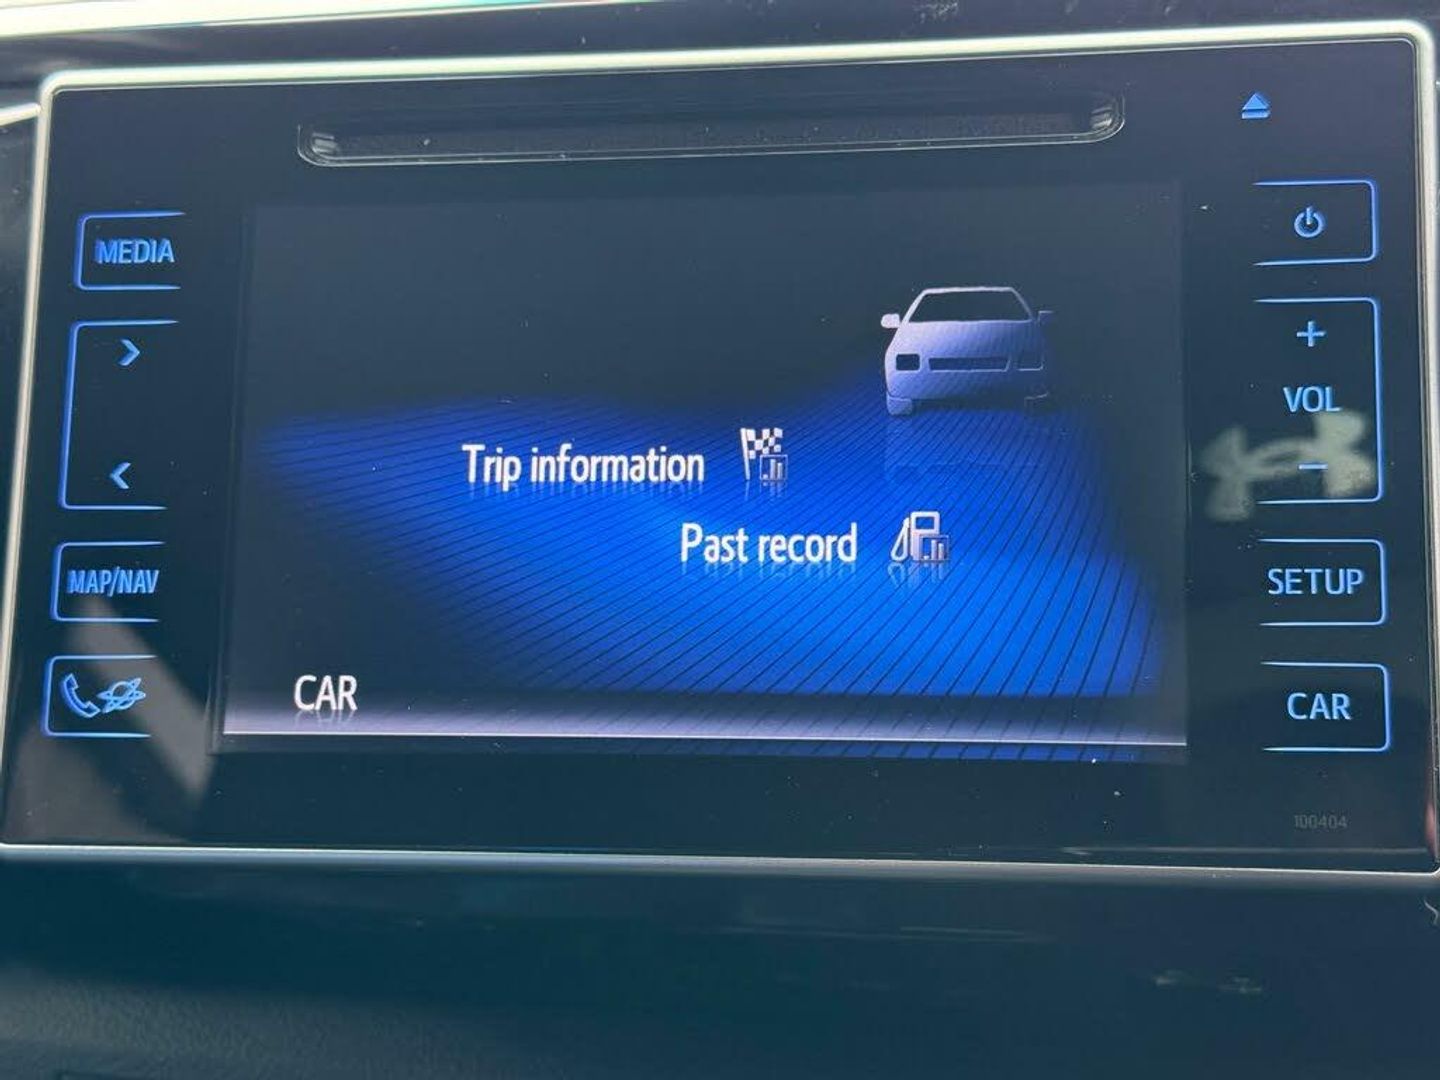 MEDIA
VOL
Trip information
Past record
MAP/NAV
SETUP
CAR
CAR
100404